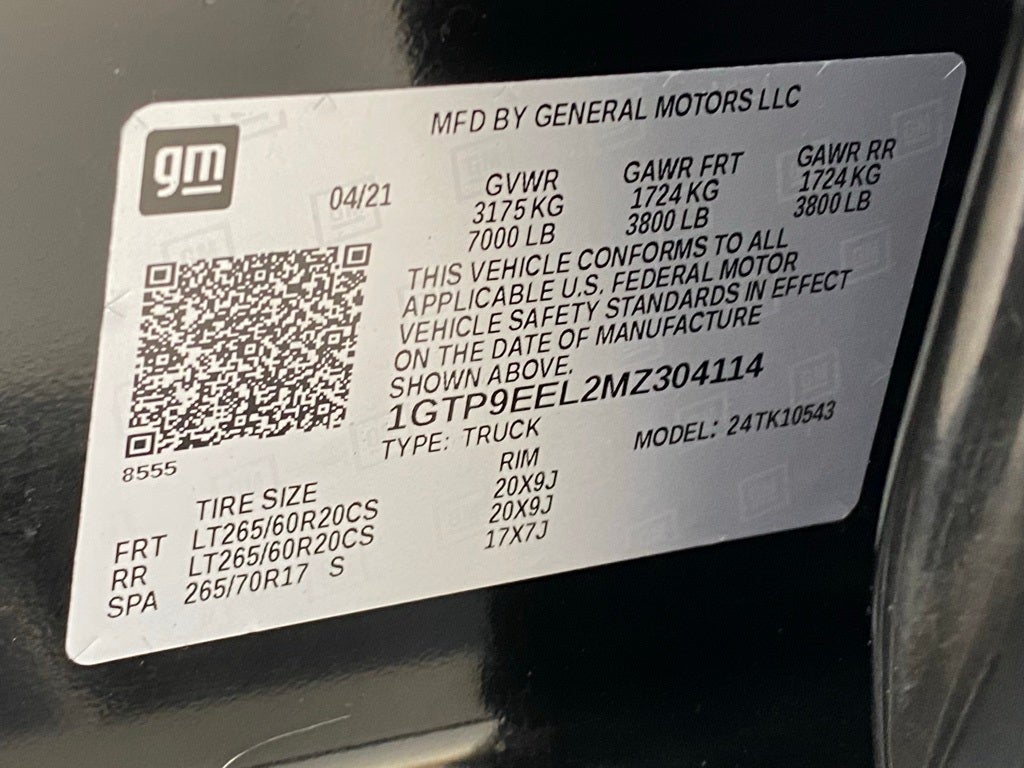 gm
MFD BY GENERAL MOTORS LLC
04/21
GVWR GAWR FRT GAWR RR
3175 KG 1724 KG 1724 KG
7000 LB 3800 LB 3800 LB
THIS VEHICLE CONFORMS TO ALL
APPLICABLE U.S. FEDERAL MOTOR
VEHICLE SAFETY STANDARDS IN EFFECT
ON THE DATE OF MANUFACTURE
SHOWN ABOVE.
1GTP9EEL2MZ304114
TYPE: TRUCK MODEL: 24TK10543
8555
TIRE SIZE RIM
FRT LT265/60R20CS 20X9J
RR LT265/60R20CS 20X9J
SPA 265/70R17 S 17X7J